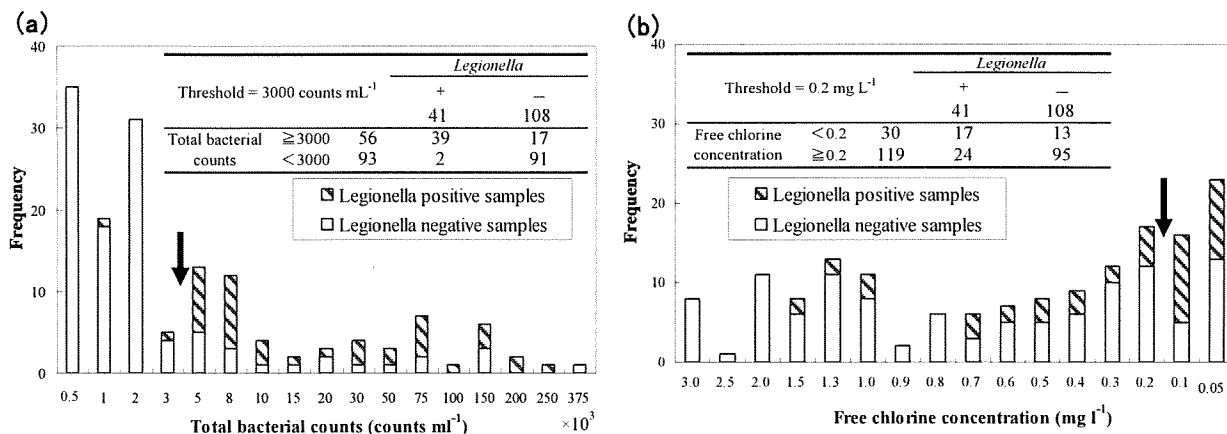 (a)
40
30
20
10
0
Frequency
Legionella
Threshold = 3000 counts mL⁻¹ + _
41 108
Total bacterial ≧3000 56 39 17
counts <3000 93 2 91
Legionella positive samples
Legionella negative samples
0.5 1 2 3 5 8 10 15 20 30 50 75 100 150 200 250 375
×10³
Total bacterial counts (counts ml⁻¹)
(b)
40
30
20
10
0
Frequency
Legionella
Threshold = 0.2 mg L⁻¹ + _
41 108
Free chlorine <0.2 30 17 13
concentration ≧0.2 119 24 95
Legionella positive samples
Legionella negative samples
3.0 2.5 2.0 1.5 1.3 1.0 0.9 0.8 0.7 0.6 0.5 0.4 0.3 0.2 0.1 0.05
Free chlorine concentration (mg l⁻¹)